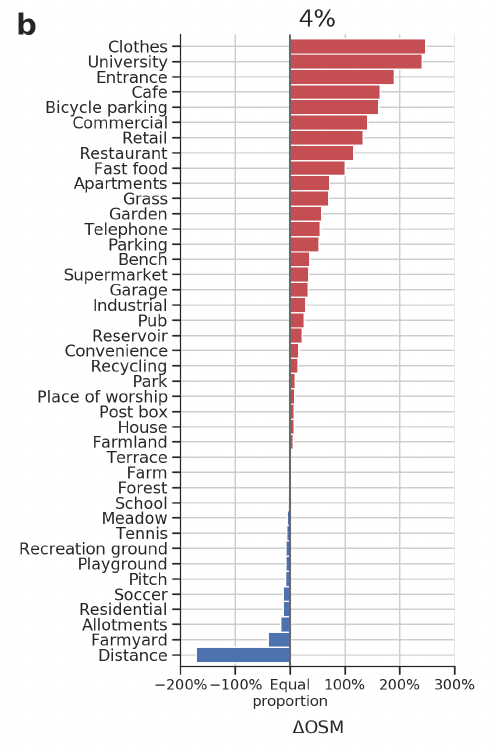 b
4%
Clothes
University
Entrance
Cafe
Bicycle parking
Commercial
Retail
Restaurant
Fast food
Apartments
Grass
Garden
Telephone
Parking
Bench
Supermarket
Garage
Industrial
Pub
Reservoir
Convenience
Recycling
Park
Place of worship
Post box
House
Farmland
Terrace
Farm
Forest
School
Meadow
Tennis
Recreation ground
Playground
Pitch
Soccer
Residential
Allotments
Farmyard
Distance
−200% −100% Equal 100% 200% 300%
proportion
ΔOSM